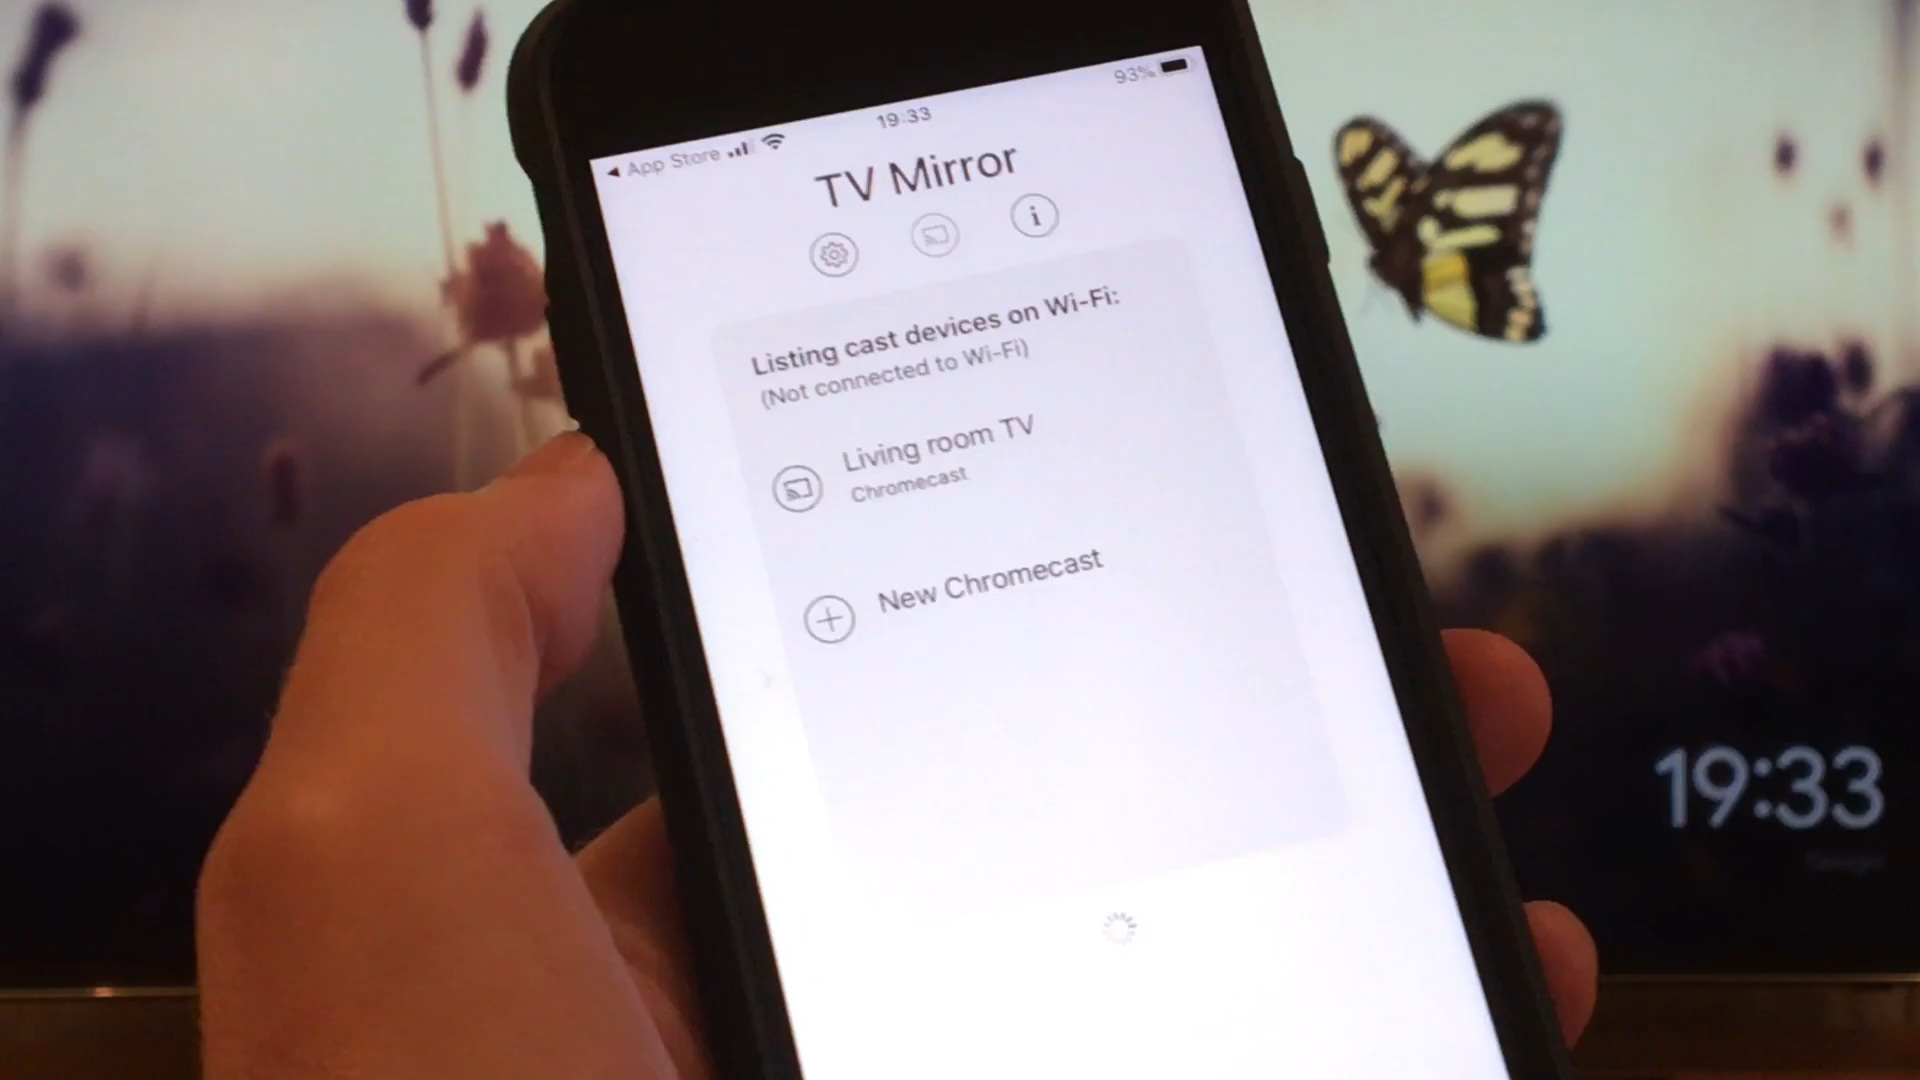 ◂ App Store
19:33
93%
TV Mirror
Listing cast devices on Wi-Fi:
(Not connected to Wi-Fi)
Living room TV
Chromecast
New Chromecast
19:33